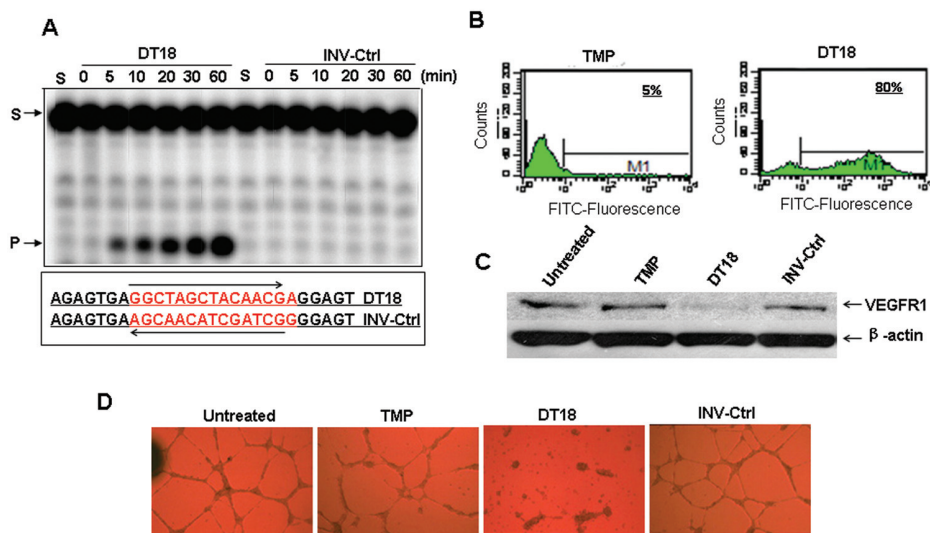 A
DT18 INV-Ctrl
S 0 5 10 20 30 60 S 0 5 10 20 30 60 (min)
S
P
AGAGTGAGGCTAGCTACAACGAGGAGT DT18
AGAGTGAAGCAACATCGATCGGGGAGT INV-Ctrl
B
TMP DT18
5% 80%
Counts Counts
M1 M1
FITC-Fluorescence FITC-Fluorescence
C
Untreated TMP DT18 INV-Ctrl
VEGFR1
β-actin
D
Untreated TMP DT18 INV-Ctrl